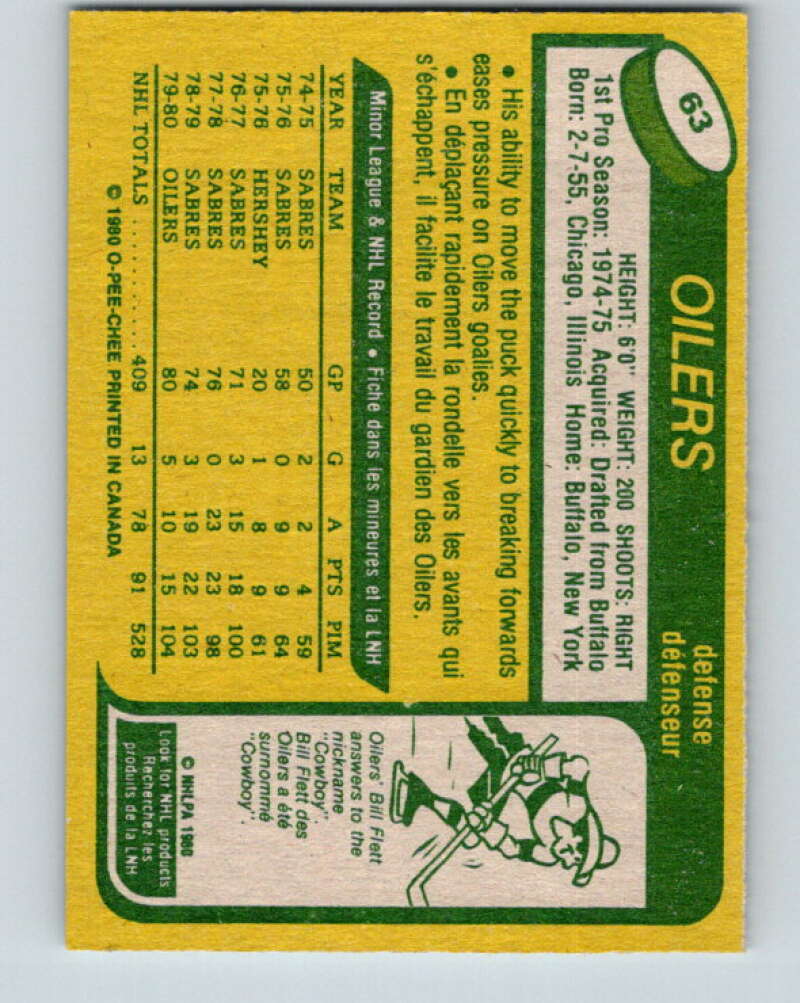 63
OILERS
defense
défenseur
HEIGHT: 6'0" WEIGHT: 200 SHOOTS: RIGHT
1st Pro Season: 1974-75 Acquired: Drafted from Buffalo
Born: 2-7-55, Chicago, Illinois Home: Buffalo, New York
• His ability to move the puck quickly to breaking forwards
eases pressure on Oilers goalies.
• En déplaçant rapidement la rondelle vers les avants qui
s'échappent, il facilite le travail du gardien des Oilers.
Minor League & NHL Record • Fiche dans les mineures et la LNH
YEAR TEAM GP G A PTS PIM
74-75 SABRES 50 2 2 4 59
75-76 SABRES 58 0 9 9 64
75-76 HERSHEY 20 1 8 9 61
76-77 SABRES 71 3 15 18 100
77-78 SABRES 76 0 23 23 98
78-79 SABRES 74 3 19 22 103
79-80 OILERS 80 5 10 15 104
NHL TOTALS ............ 409 13 78 91 528
© 1980 O-PEE-CHEE PRINTED IN CANADA
Oilers' Bill Flett
answers to the
nickname
"Cowboy".
Bill Flett des
Oilers a été
surnommé
"Cowboy".
© NHLPA 1980
Look for NHL products
Recherchez les
produits de la LNH